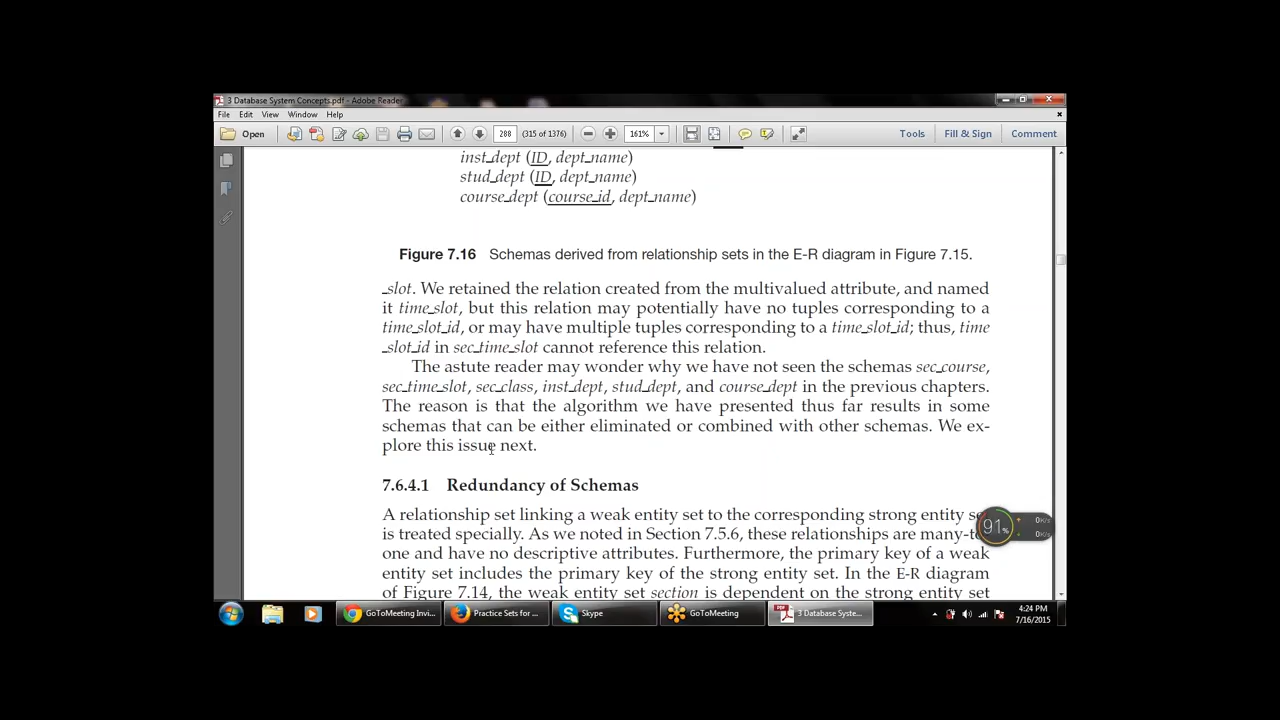 3 Database System Concepts.pdf - Adobe Reader
File Edit View Window Help
Open 288 (315 of 1376) 161% Tools Fill & Sign Comment
inst_dept (ID, dept_name)
stud_dept (ID, dept_name)
course_dept (course_id, dept_name)
Figure 7.16 Schemas derived from relationship sets in the E-R diagram in Figure 7.15.
_slot. We retained the relation created from the multivalued attribute, and named
it time_slot, but this relation may potentially have no tuples corresponding to a
time_slot_id, or may have multiple tuples corresponding to a time_slot_id; thus, time
_slot_id in sec_time_slot cannot reference this relation.
The astute reader may wonder why we have not seen the schemas sec_course,
sec_time_slot, sec_class, inst_dept, stud_dept, and course_dept in the previous chapters.
The reason is that the algorithm we have presented thus far results in some
schemas that can be either eliminated or combined with other schemas. We ex-
plore this issue next.
7.6.4.1 Redundancy of Schemas
A relationship set linking a weak entity set to the corresponding strong entity se
is treated specially. As we noted in Section 7.5.6, these relationships are many-to
one and have no descriptive attributes. Furthermore, the primary key of a weak
entity set includes the primary key of the strong entity set. In the E-R diagram
of Figure 7.14, the weak entity set section is dependent on the strong entity set
91%
0K/s
0K/s
GoToMeeting Invi... Practice Sets for ... Skype GoToMeeting 3 Database Syste...
4:24 PM
7/16/2015